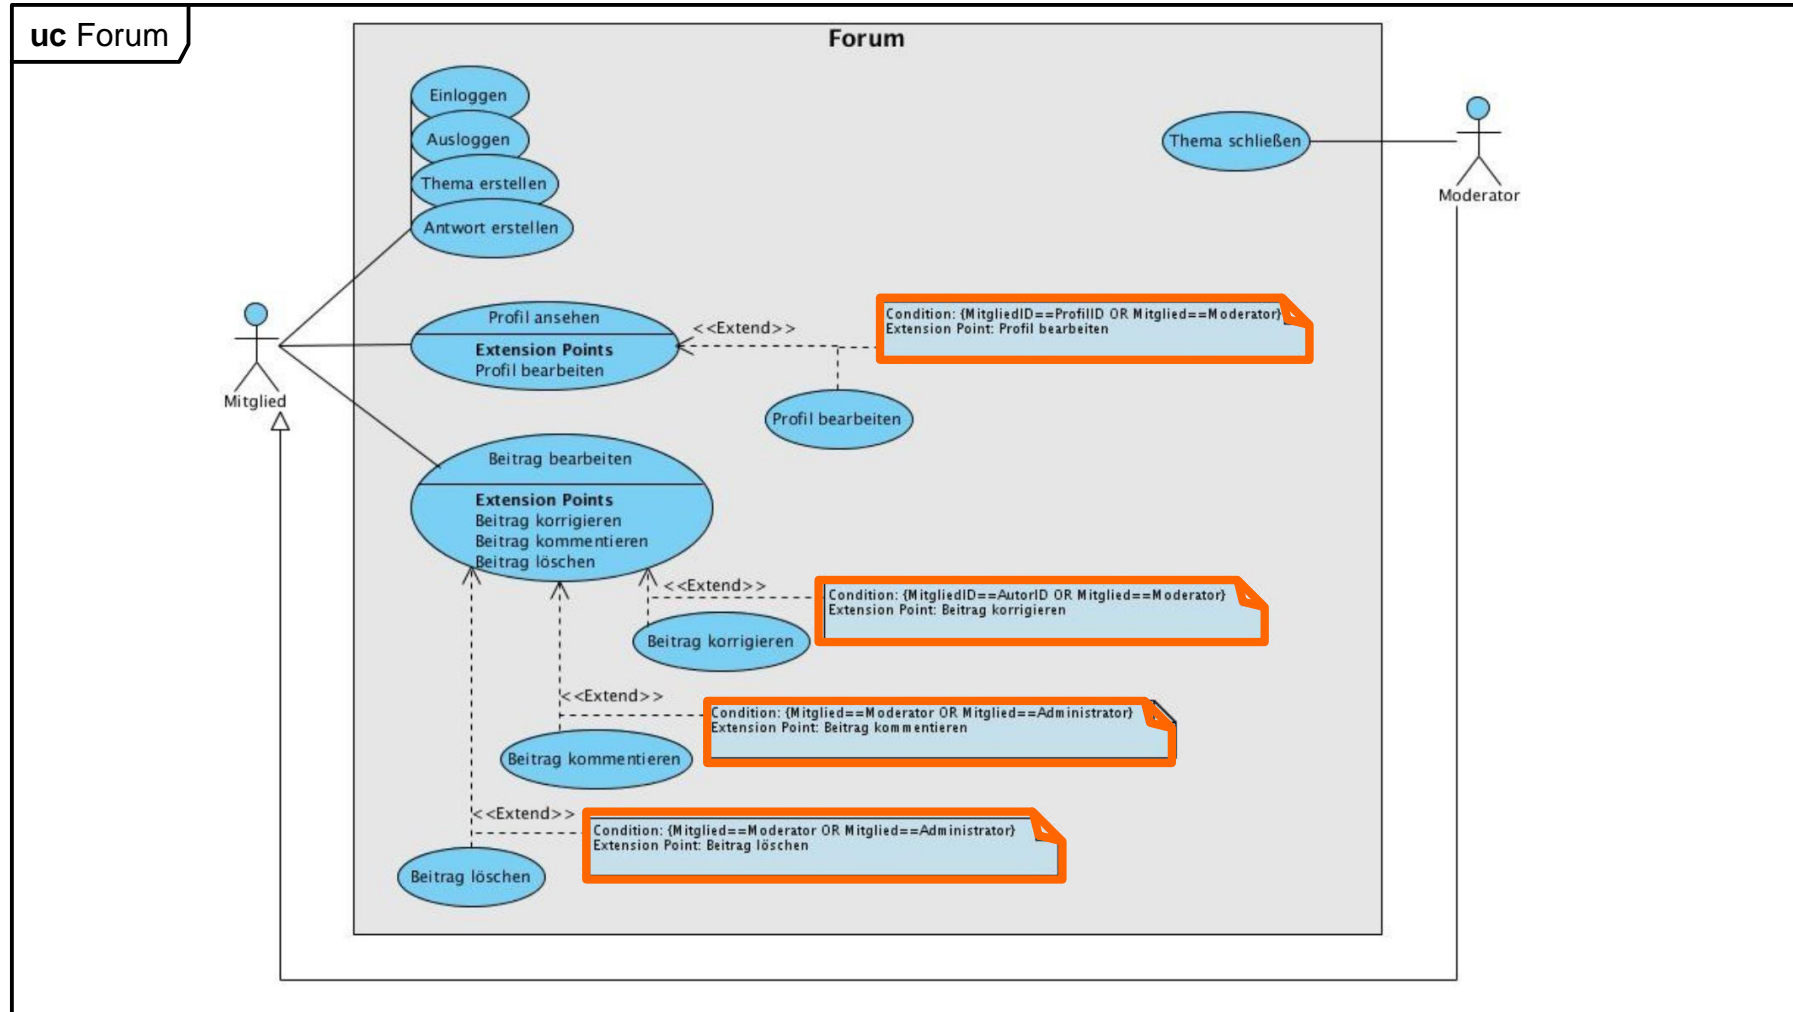 uc Forum
Forum
Einloggen
Ausloggen
Thema erstellen
Antwort erstellen
Thema schließen
Moderator
Mitglied
Profil ansehen
Extension Points
Profil bearbeiten
<<Extend>>
Condition: {MitgliedID==ProfilID OR Mitglied==Moderator}
Extension Point: Profil bearbeiten
Profil bearbeiten
Beitrag bearbeiten
Extension Points
Beitrag korrigieren
Beitrag kommentieren
Beitrag löschen
<<Extend>>
Condition: {MitgliedID==AutorID OR Mitglied==Moderator}
Extension Point: Beitrag korrigieren
Beitrag korrigieren
<<Extend>>
Condition: {Mitglied==Moderator OR Mitglied==Administrator}
Extension Point: Beitrag kommentieren
Beitrag kommentieren
<<Extend>>
Condition: {Mitglied==Moderator OR Mitglied==Administrator}
Extension Point: Beitrag löschen
Beitrag löschen